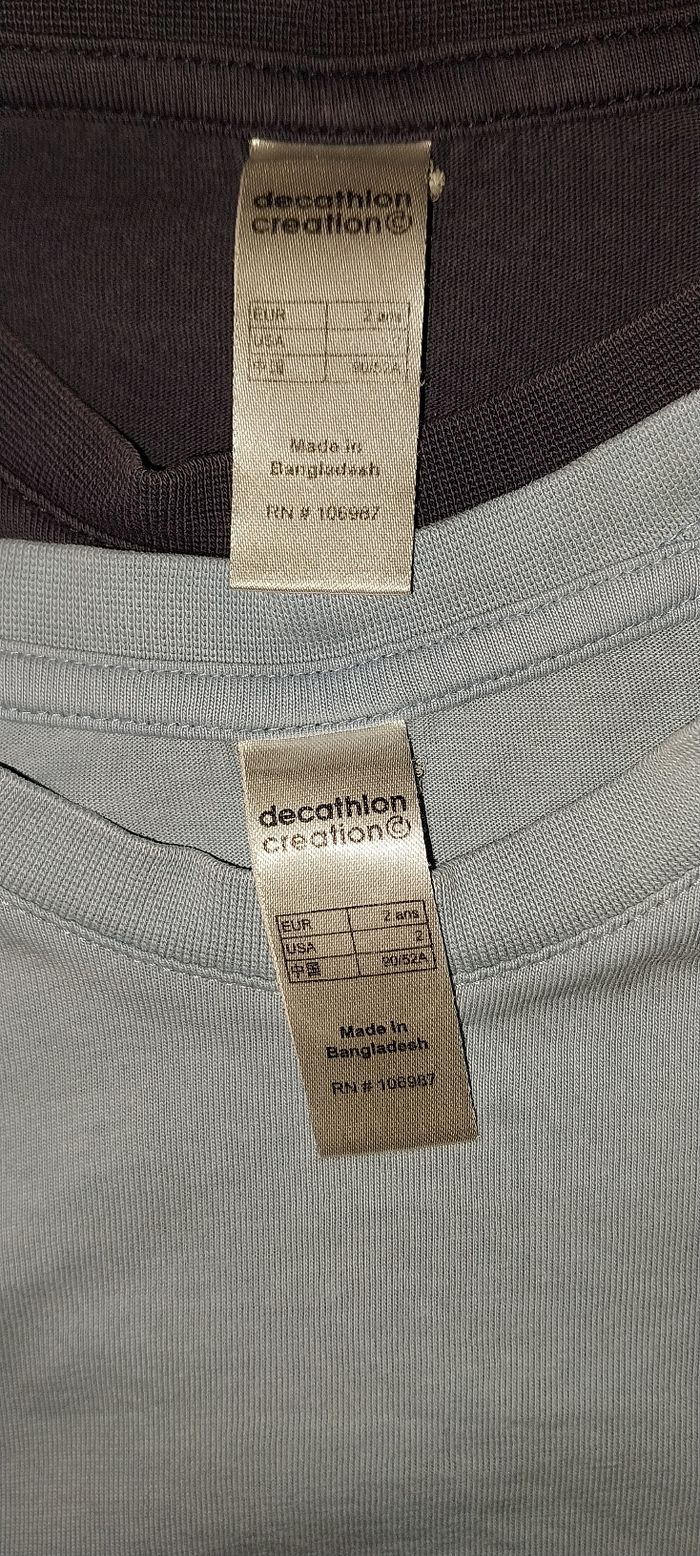 decathlon
creation©
EUR 2 ans
USA
中国 90/52A
Made in
Bangladesh
RN # 106987
decathlon
creation©
EUR 2 ans
USA 2
中国 90/52A
Made in
Bangladesh
RN # 106987